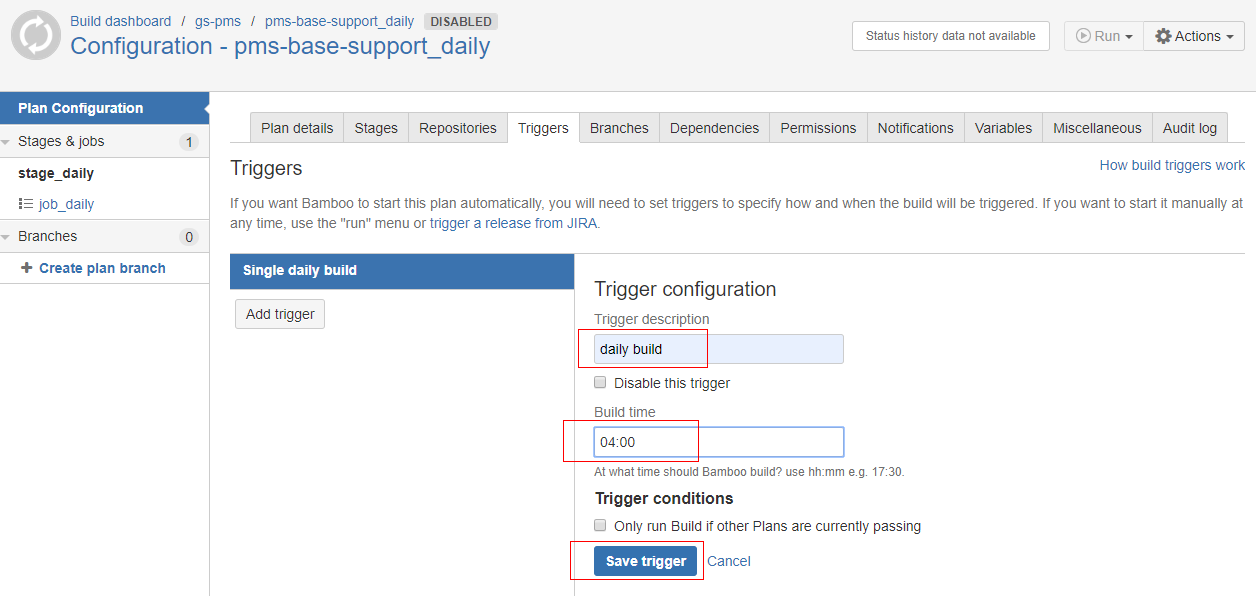 Build dashboard / gs-pms / pms-base-support_daily DISABLED
Configuration - pms-base-support_daily
Status history data not available
Run
Actions
Plan Configuration
Stages & jobs 1
stage_daily
job_daily
Branches 0
Create plan branch
Plan details Stages Repositories Triggers Branches Dependencies Permissions Notifications Variables Miscellaneous Audit log
Triggers
How build triggers work
If you want Bamboo to start this plan automatically, you will need to set triggers to specify how and when the build will be triggered. If you want to start it manually at
any time, use the "run" menu or trigger a release from JIRA.
Single daily build
Add trigger
Trigger configuration
Trigger description
daily build
Disable this trigger
Build time
04:00
At what time should Bamboo build? use hh:mm e.g. 17:30.
Trigger conditions
Only run Build if other Plans are currently passing
Save trigger Cancel